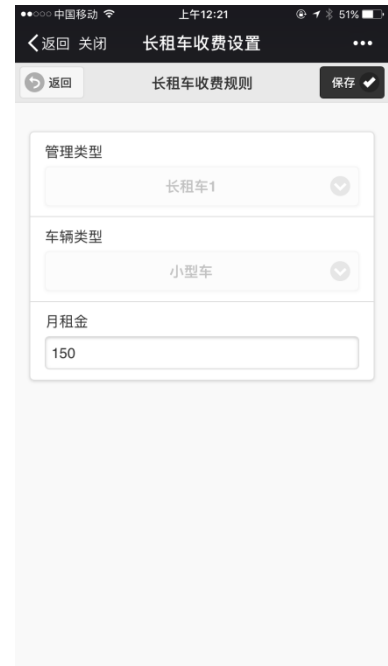 中国移动 上午12:21 51%
返回 关闭 长租车收费设置
返回 长租车收费规则 保存
管理类型
长租车1
车辆类型
小型车
月租金
150